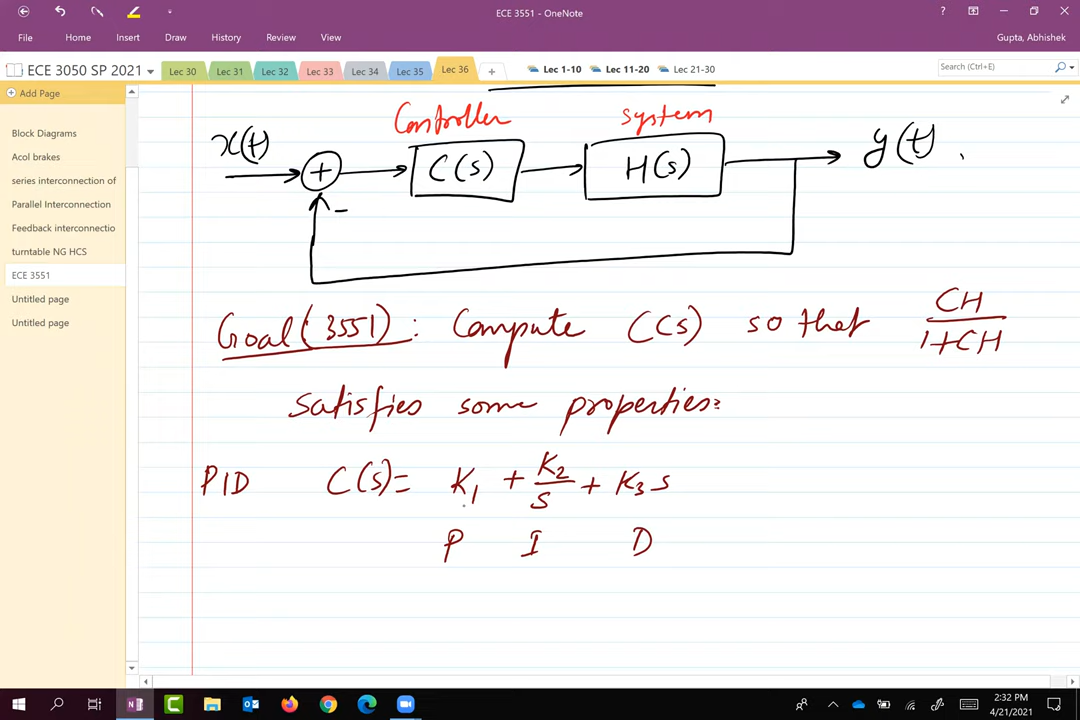 ECE 3551 - OneNote
Gupta, Abhishek
File Home Insert Draw History Review View
ECE 3050 SP 2021 Lec 30 Lec 31 Lec 32 Lec 33 Lec 34 Lec 35 Lec 36 Lec 1-10 Lec 11-20 Lec 21-30 Search (Ctrl+E)
Add Page
Block Diagrams
Acol brakes
series interconnection of
Parallel Interconnection
Feedback interconnectio
turntable NG HCS
ECE 3551
Untitled page
Untitled page
Controller system
x(t) + C(s) H(s) y(t).
-
Goal(3551): Compute C(s) so that CH/1+CH
satisfies some properties:
PID C(s)= K1 + K2/S + K3 s
P I D
2:32 PM
4/21/2021